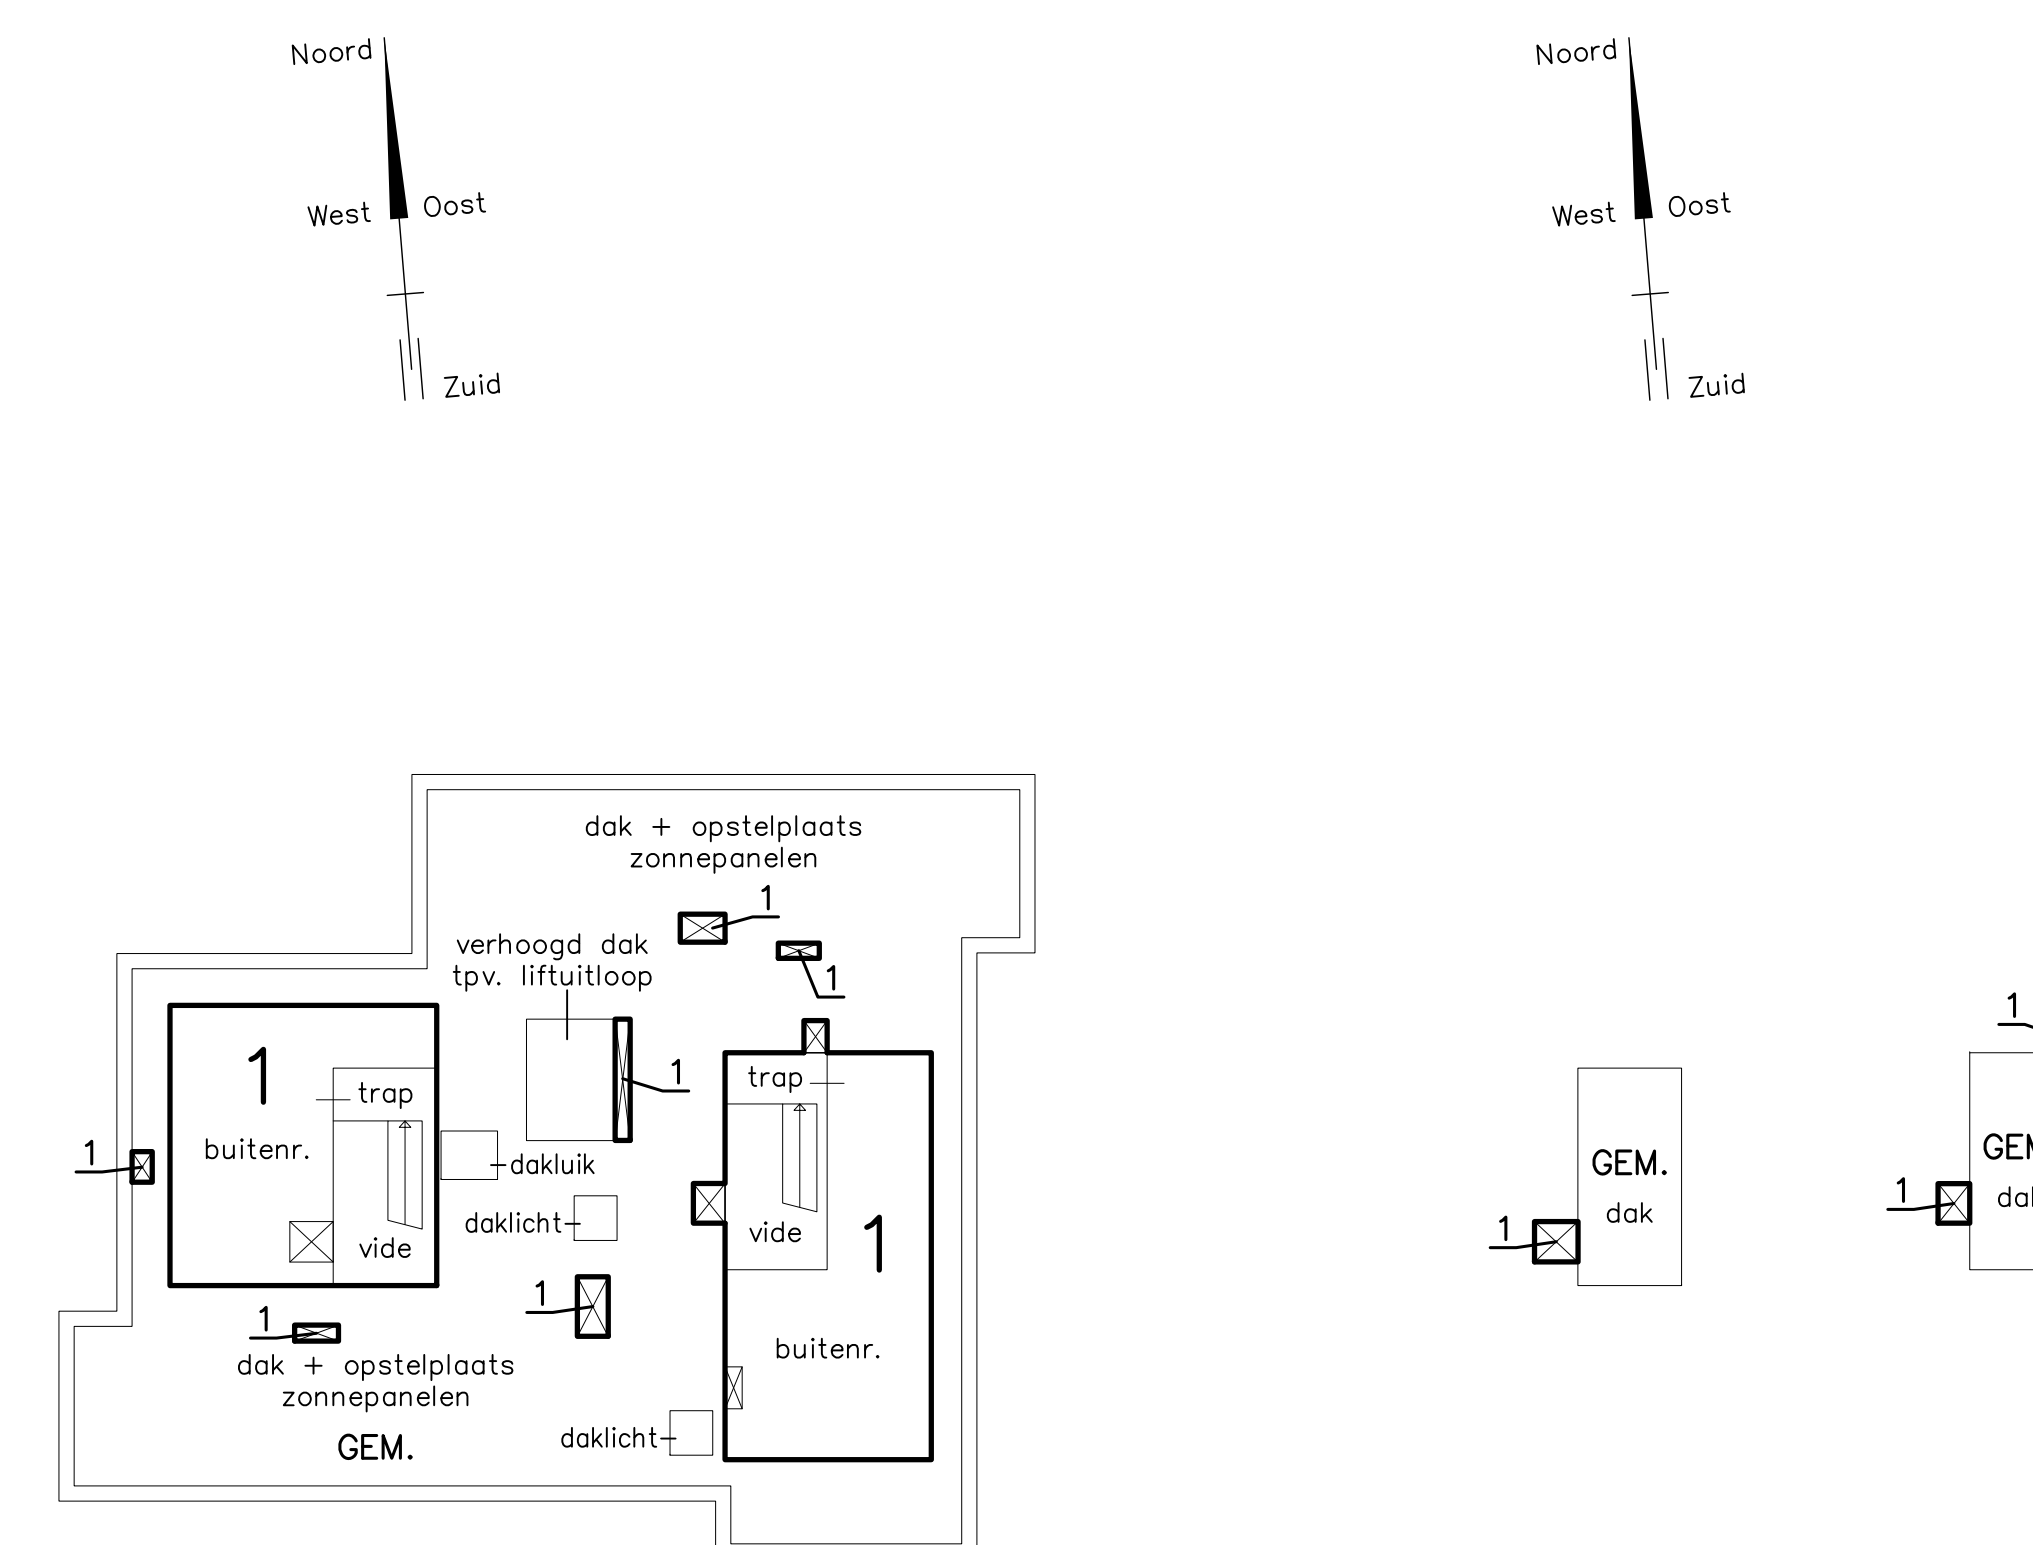 Noord
West
Oost
Zuid
Noord
West
Oost
Zuid
dak + opstelplaats
zonnepanelen
1
verhoogd dak
tpv. liftuitloop
1
1
trap
buitenr.
1
trap
1
dakluik
daklicht
vide
vide
1
1
buitenr.
1
dak + opstelplaats
zonnepanelen
daklicht
GEM.
1
GEM.
dak
1
1